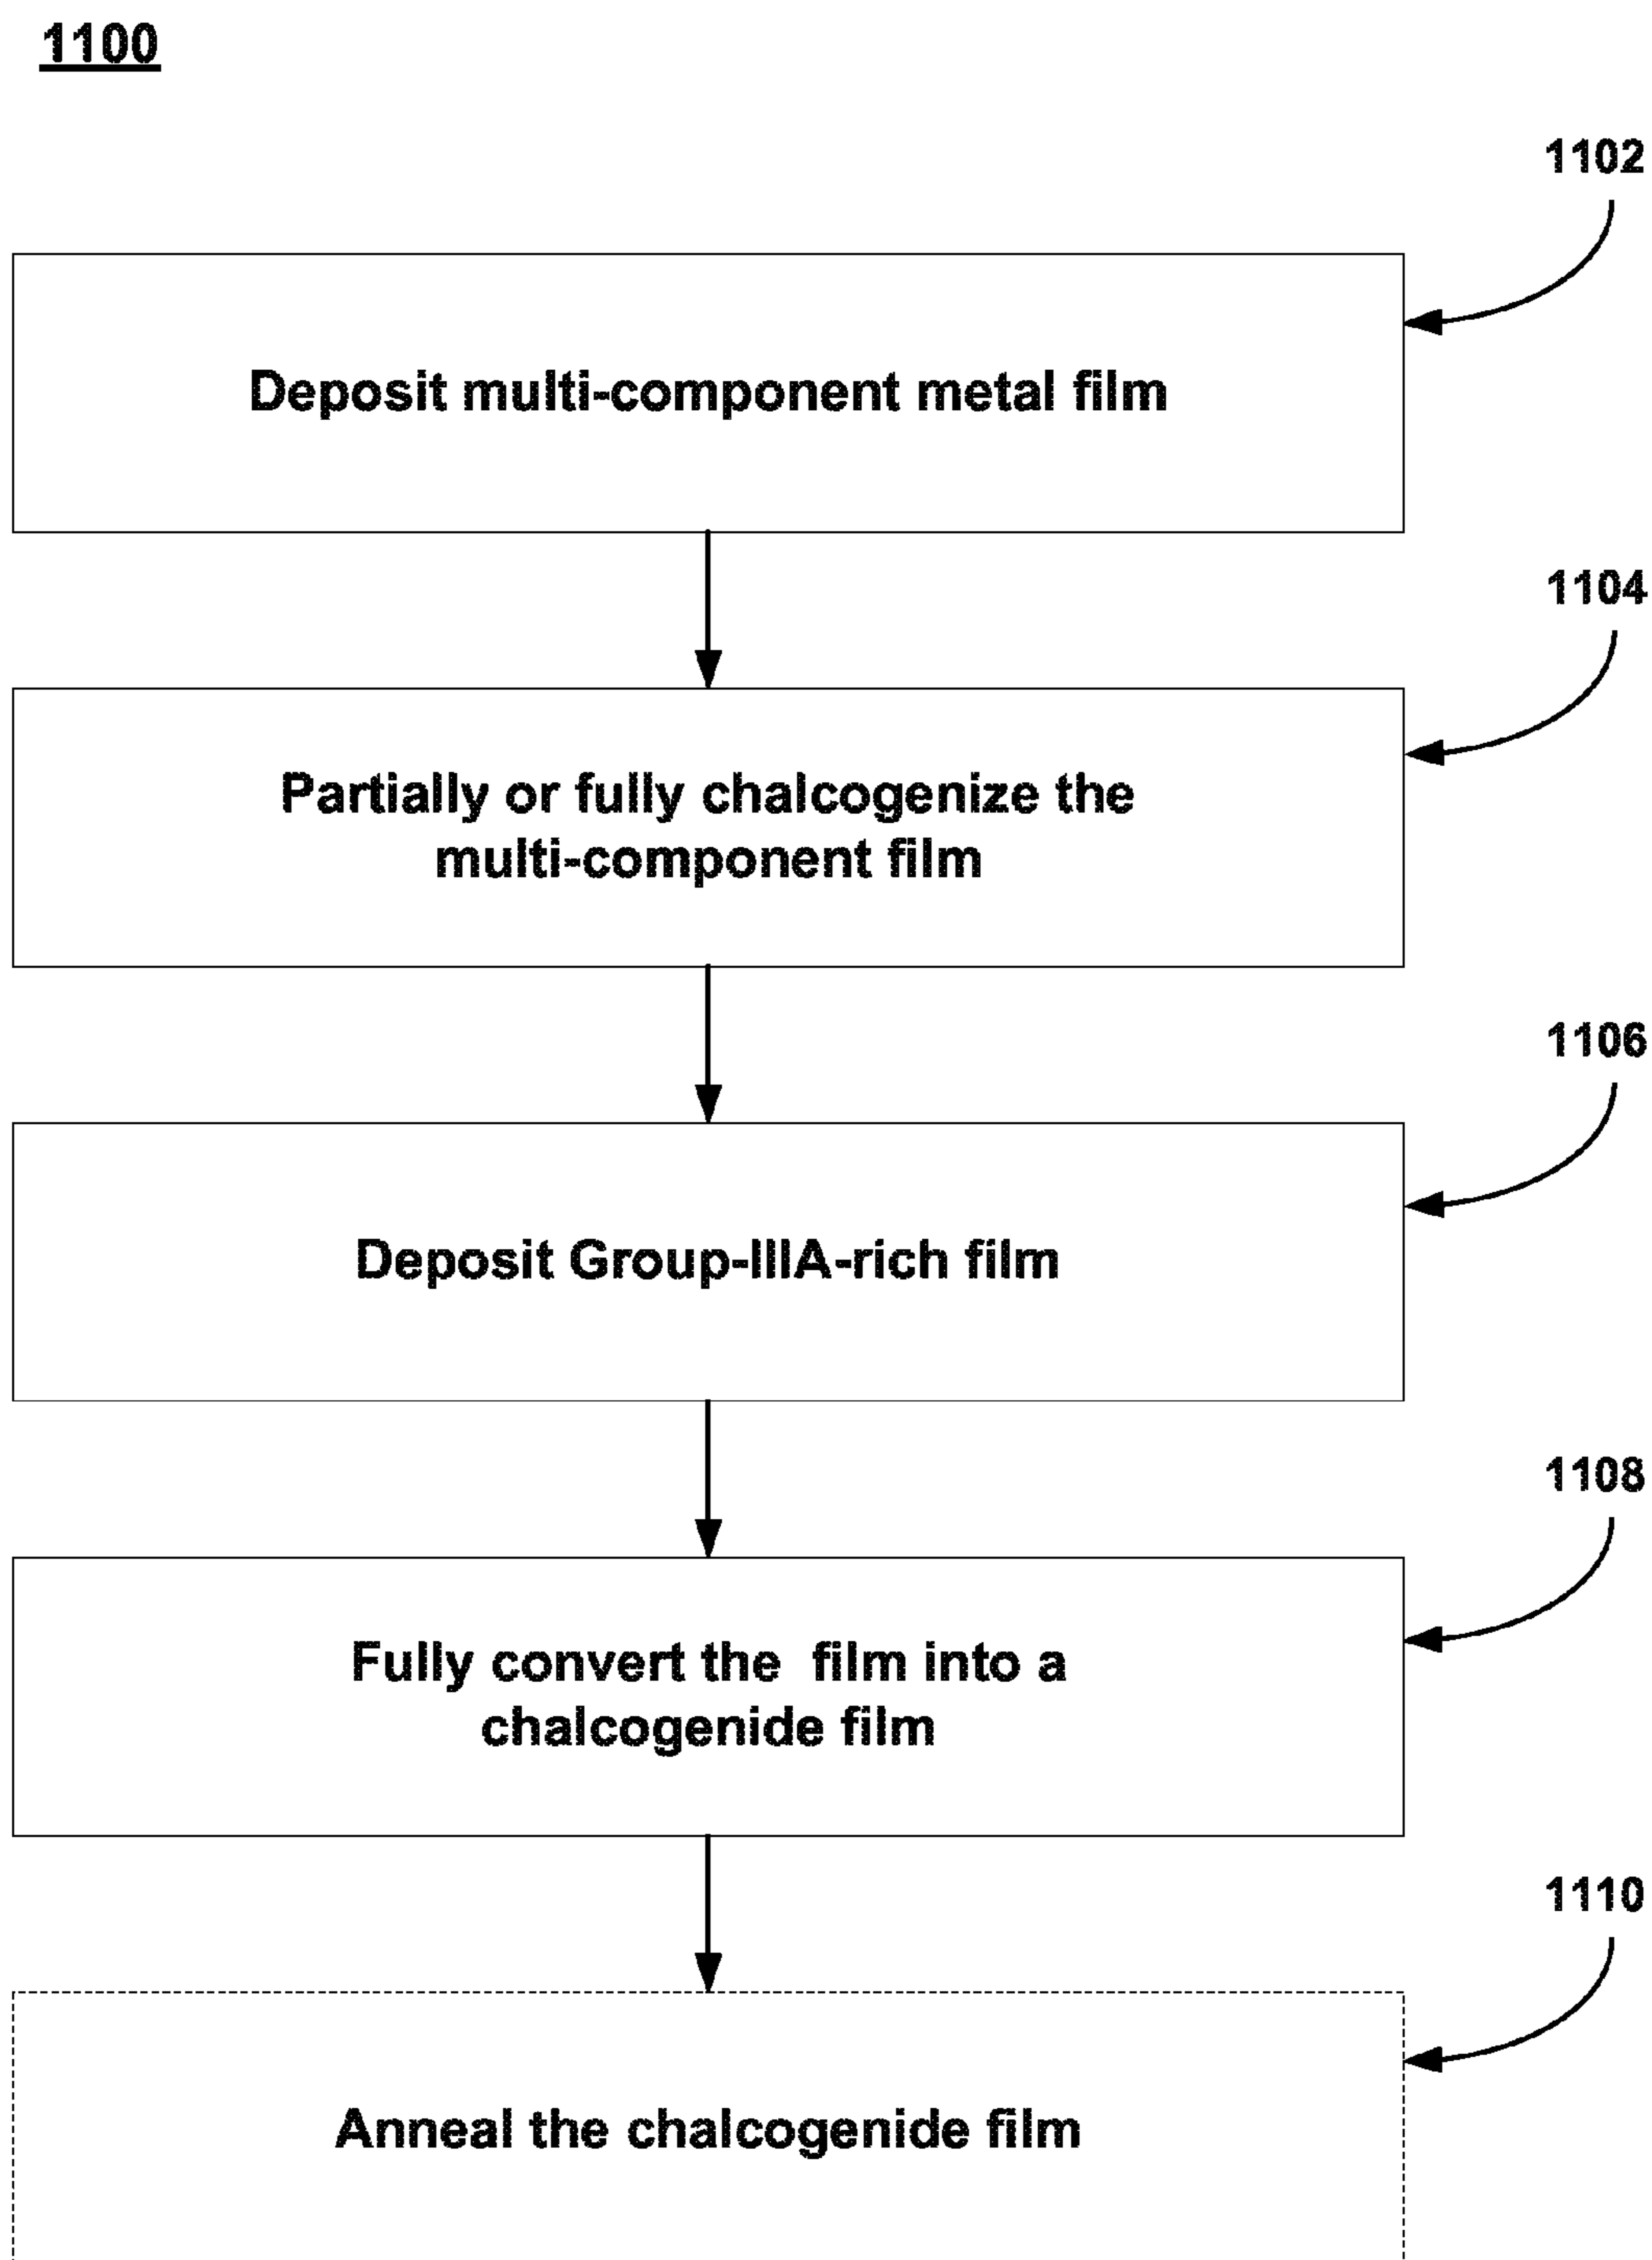 1100
1102
Deposit multi-component metal film
1104
Partially or fully chalcogenize the
multi-component film
1106
Deposit Group-IIIA-rich film
1108
Fully convert the film into a
chalcogenide film
1110
Anneal the chalcogenide film